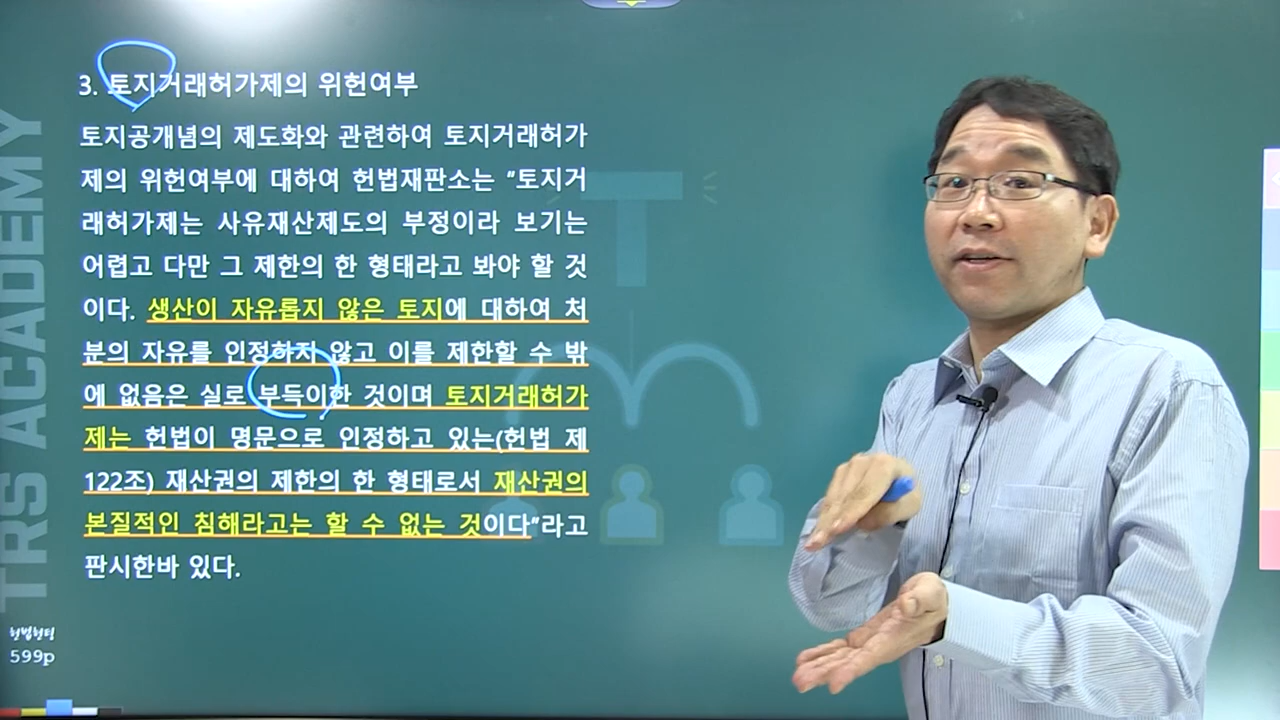 3. 토지거래허가제의 위헌여부
토지공개념의 제도화와 관련하여 토지거래허가
제의 위헌여부에 대하여 헌법재판소는 “토지거
래허가제는 사유재산제도의 부정이라 보기는
어렵고 다만 그 제한의 한 형태라고 봐야 할 것
이다. 생산이 자유롭지 않은 토지에 대하여 처
분의 자유를 인정하지 않고 이를 제한할 수 밖
에 없음은 실로 부득이한 것이며 토지거래허가
제는 헌법이 명문으로 인정하고 있는(헌법 제
122조) 재산권의 제한의 한 형태로서 재산권의
본질적인 침해라고는 할 수 없는 것이다”라고
판시한바 있다.
TRS ACADEMY
599p